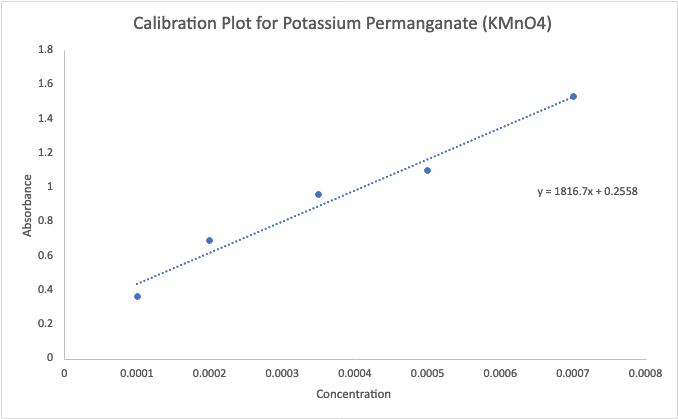 Calibration Plot for Potassium Permanganate (KMnO4)
1.8
1.6
1.4
1.2
1
0.8
0.6
0.4
0.2
0
Absorbance
y = 1816.7x + 0.2558
0 0.0001 0.0002 0.0003 0.0004 0.0005 0.0006 0.0007 0.0008
Concentration